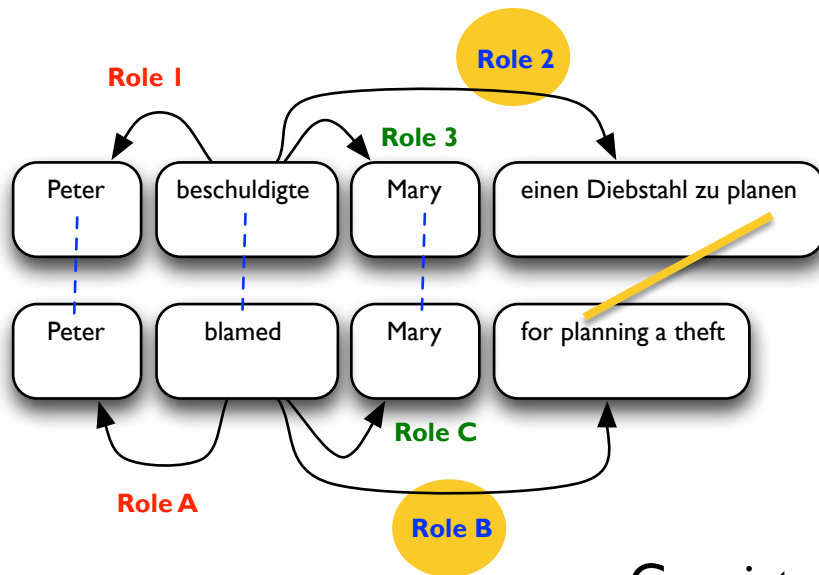 Role 2
Role 1
Role 3
Peter beschuldigte Mary einen Diebstahl zu planen
Peter blamed Mary for planning a theft
Role C
Role A
Role B